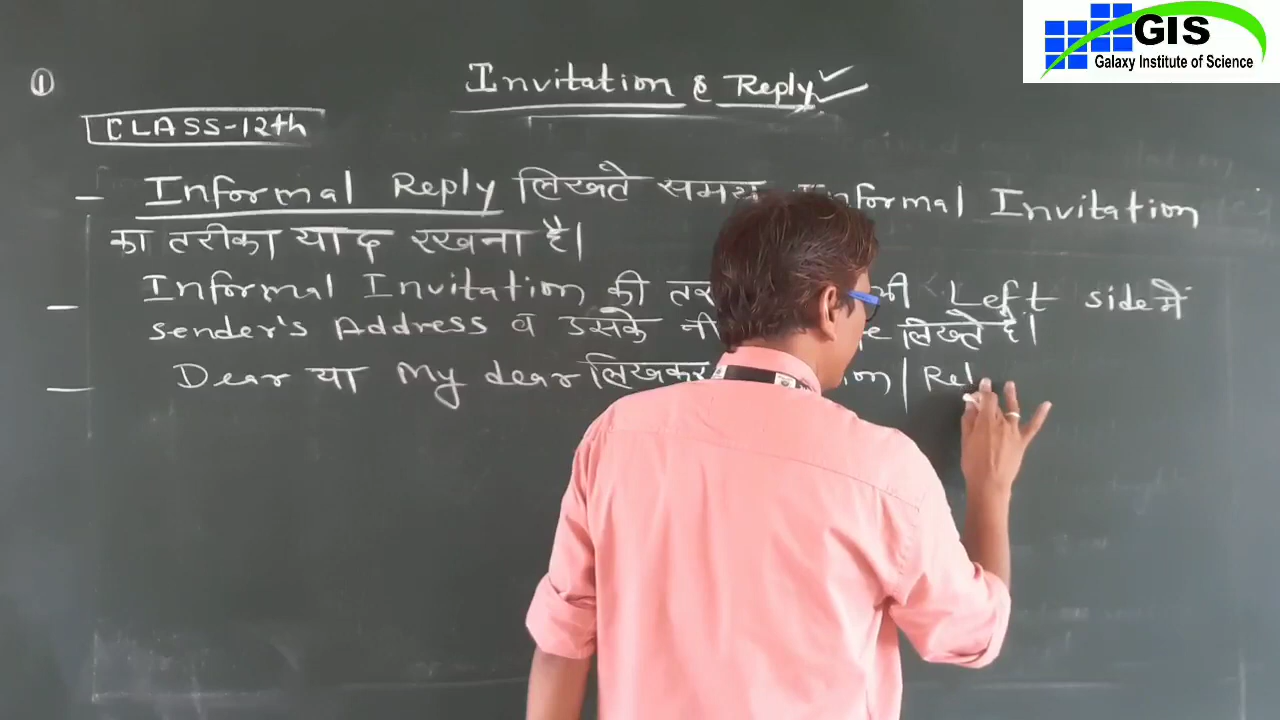 GIS
Galaxy Institute of Science
①
Invitation & Reply
CLASS-12th
- Informal Reply लिखते समय Informal Invitation
का तरीका याद रखना है।
- Informal Invitation की Left side में
Sender's Address व उसके लिखते है।
- Dear या My dear लिखकर | Rel